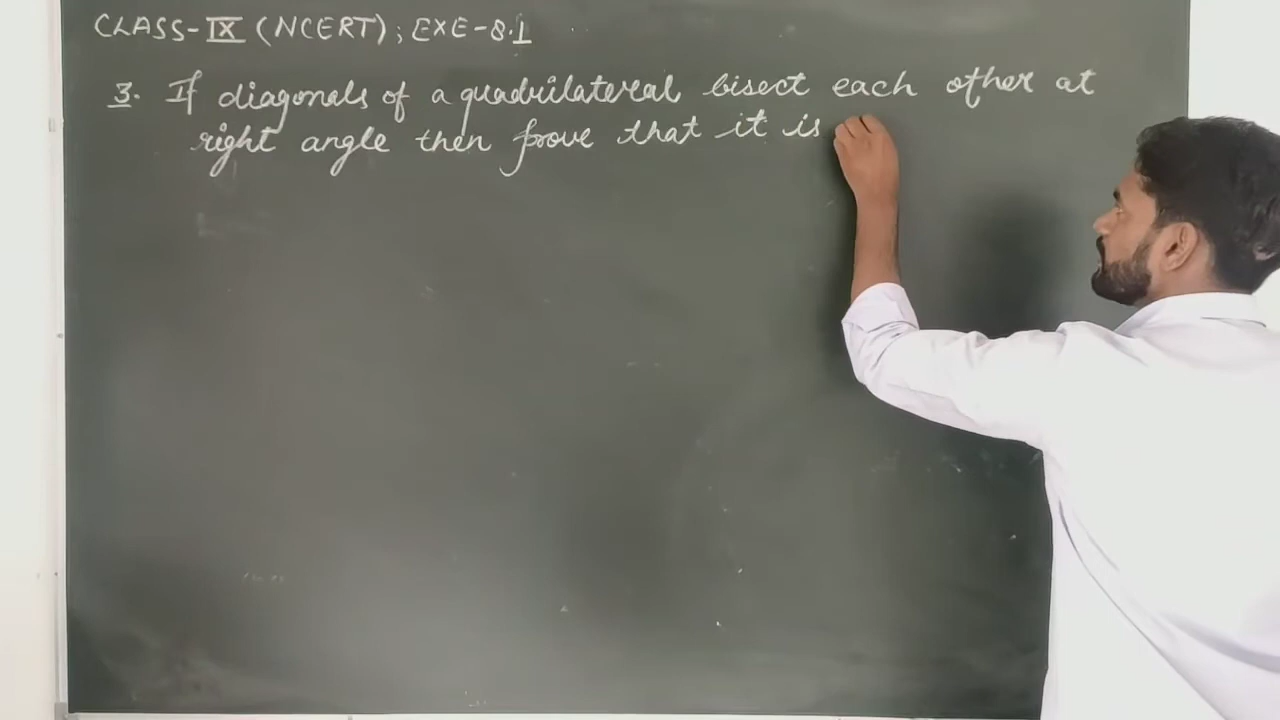 CLASS-IX (NCERT); EXE-8.1
3. If diagonals of a quadrilateral bisect each other at
right angle then prove that it is